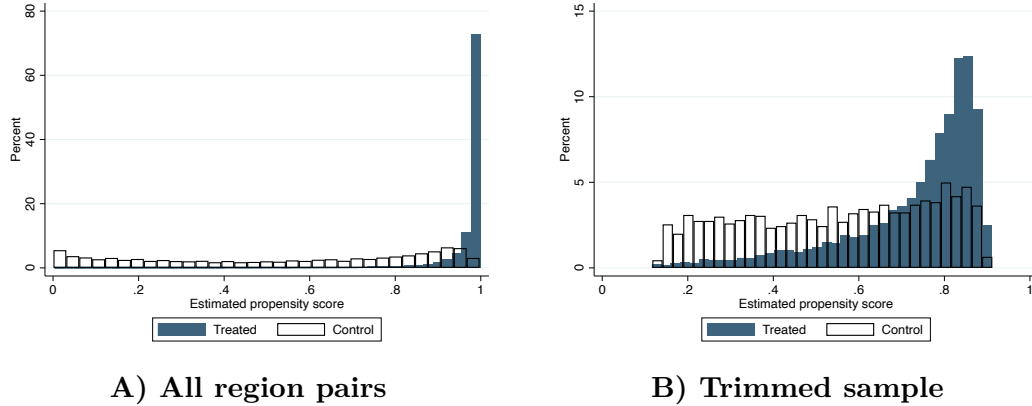 80
60
40
20
0
Percent
0 .2 .4 .6 .8 1
Estimated propensity score
Treated Control
A) All region pairs
15
10
5
0
Percent
0 .2 .4 .6 .8 1
Estimated propensity score
Treated Control
B) Trimmed sample